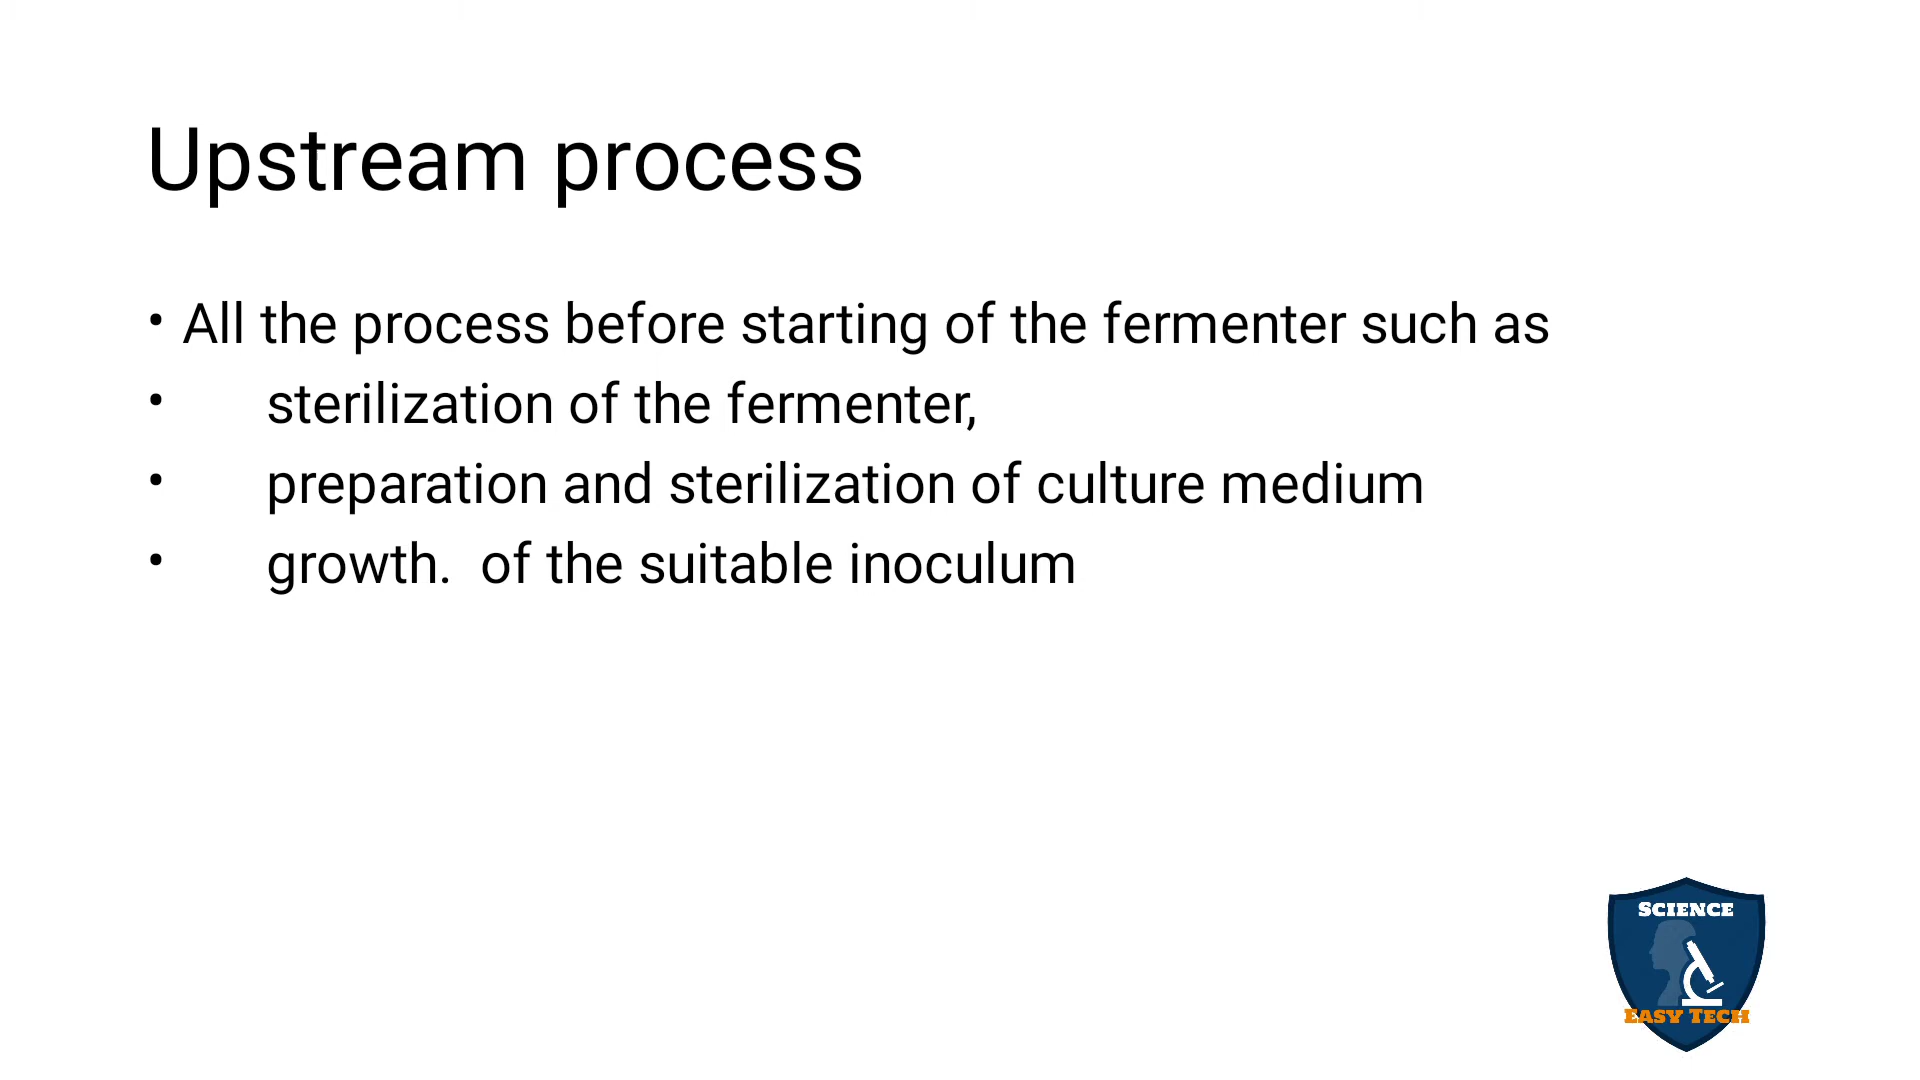 Upstream process
• All the process before starting of the fermenter such as
• sterilization of the fermenter,
• preparation and sterilization of culture medium
• growth.  of the suitable inoculum
SCIENCE
EASY TECH